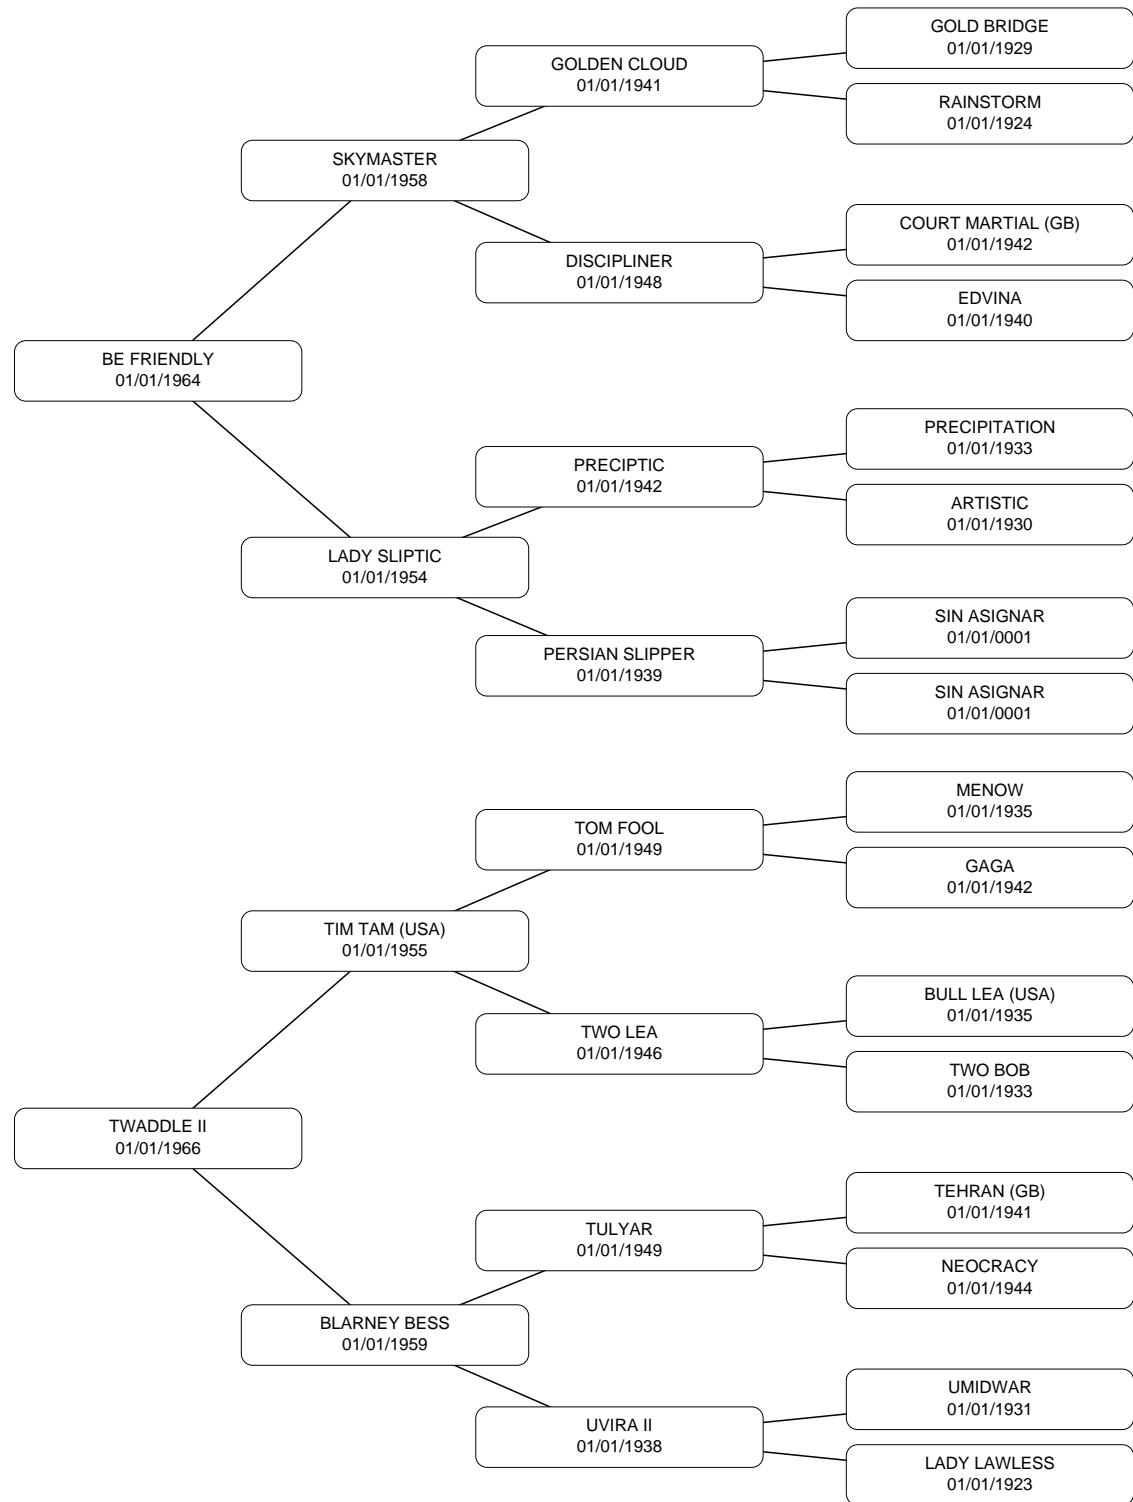 GOLD BRIDGE
01/01/1929
GOLDEN CLOUD
01/01/1941
RAINSTORM
01/01/1924
SKYMASTER
01/01/1958
COURT MARTIAL (GB)
01/01/1942
DISCIPLINER
01/01/1948
EDVINA
01/01/1940
BE FRIENDLY
01/01/1964
PRECIPITATION
01/01/1933
PRECIPTIC
01/01/1942
ARTISTIC
01/01/1930
LADY SLIPTIC
01/01/1954
SIN ASIGNAR
01/01/0001
PERSIAN SLIPPER
01/01/1939
SIN ASIGNAR
01/01/0001
MENOW
01/01/1935
TOM FOOL
01/01/1949
GAGA
01/01/1942
TIM TAM (USA)
01/01/1955
BULL LEA (USA)
01/01/1935
TWO LEA
01/01/1946
TWO BOB
01/01/1933
TWADDLE II
01/01/1966
TEHRAN (GB)
01/01/1941
TULYAR
01/01/1949
NEOCRACY
01/01/1944
BLARNEY BESS
01/01/1959
UMIDWAR
01/01/1931
UVIRA II
01/01/1938
LADY LAWLESS
01/01/1923